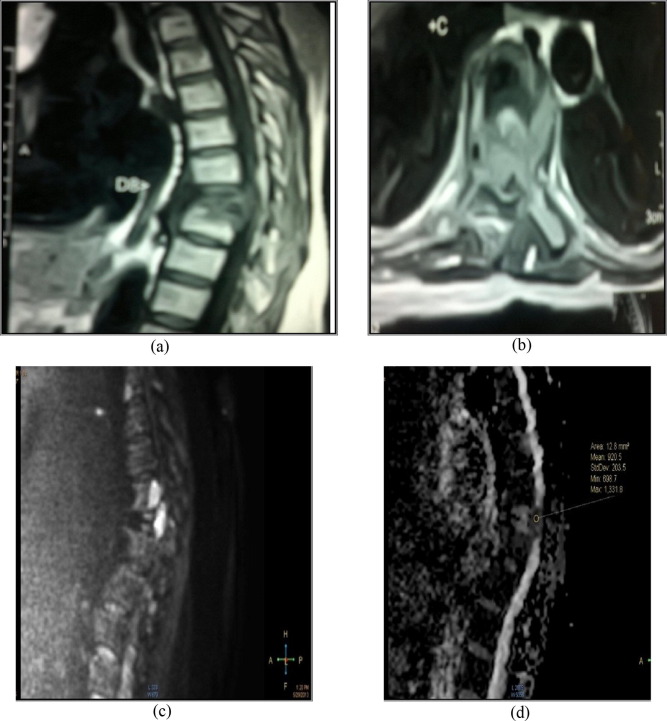 A
D8>
(a)
+C
L
(b)
H
A P
F
(c)
Area: 12.8 mm²
Mean: 920.5
StdDev: 203.5
Min: 698.7
Max: 1,331.8
A
(d)